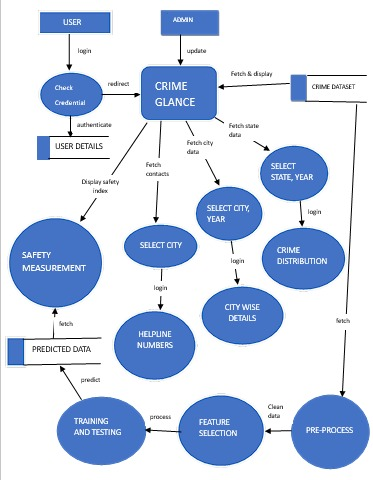 USER
ADMIN
login
update
Check
Credential
redirect
CRIME
GLANCE
Fetch & display
CRIME DATASET
authenticate
USER DETAILS
Fetch state
data
Fetch city
data
Fetch
contacts
Display safety
index
SELECT
STATE, YEAR
SELECT CITY,
YEAR
login
SELECT CITY
SAFETY
MEASUREMENT
CRIME
DISTRIBUTION
login
login
CITY WISE
DETAILS
HELPLINE
NUMBERS
fetch
fetch
PREDICTED DATA
predict
TRAINING
AND TESTING
process
FEATURE
SELECTION
Clean
data
PRE-PROCESS